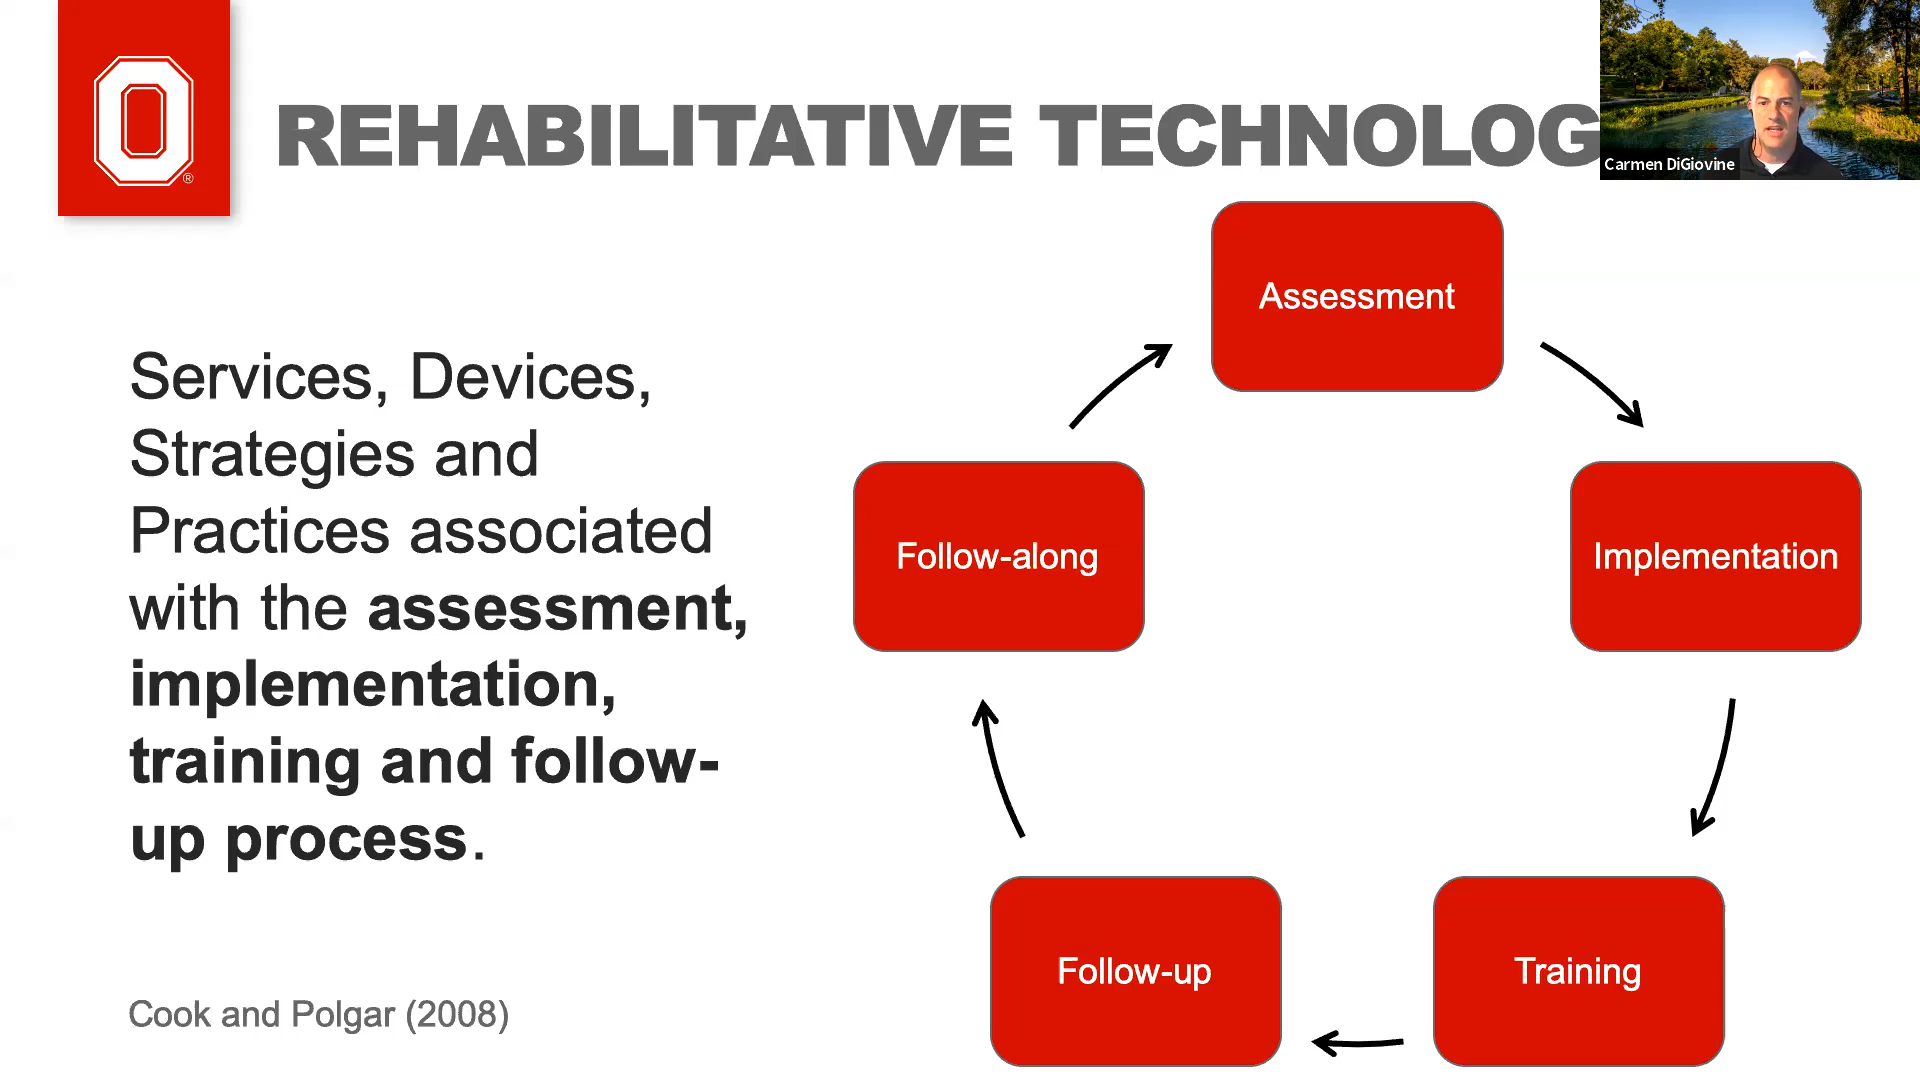 O
®
REHABILITATIVE TECHNOLOG
Carmen DiGiovine
Services, Devices,
Strategies and
Practices associated
with the assessment,
implementation,
training and follow-
up process.
Cook and Polgar (2008)
Assessment
Implementation
Training
Follow-up
Follow-along